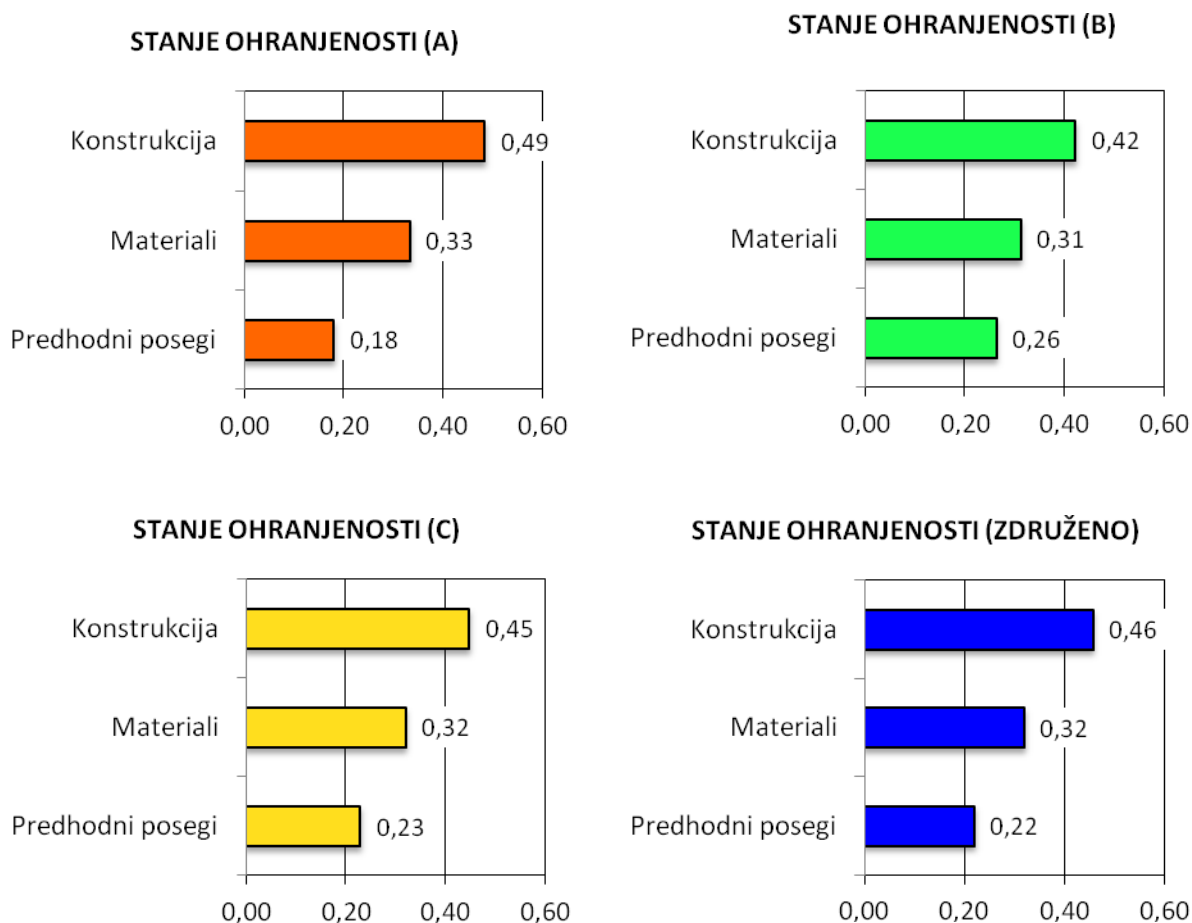 STANJE OHRANJENOSTI (A)
Konstrukcija
0,49
Materiali
0,33
Predhodni posegi
0,18
0,00 0,20 0,40 0,60
STANJE OHRANJENOSTI (B)
Konstrukcija
0,42
Materiali
0,31
Predhodni posegi
0,26
0,00 0,20 0,40 0,60
STANJE OHRANJENOSTI (C)
Konstrukcija
0,45
Materiali
0,32
Predhodni posegi
0,23
0,00 0,20 0,40 0,60
STANJE OHRANJENOSTI (ZDRUŽENO)
Konstrukcija
0,46
Materiali
0,32
Predhodni posegi
0,22
0,00 0,20 0,40 0,60